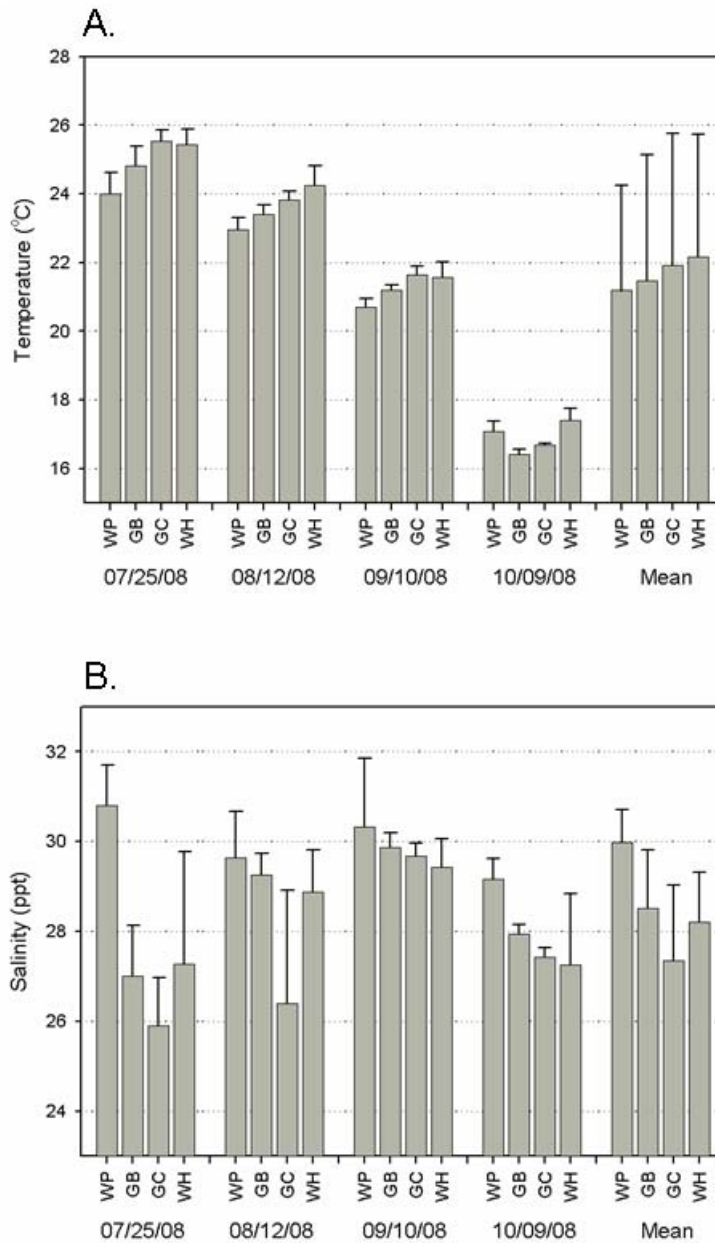 A.
28
26
24
22
20
18
16
Temperature (°C)
WP GB GC WH WP GB GC WH WP GB GC WH WP GB GC WH WP GB GC WH
07/25/08 08/12/08 09/10/08 10/09/08 Mean
B.
32
30
28
26
24
Salinity (ppt)
WP GB GC WH WP GB GC WH WP GB GC WH WP GB GC WH WP GB GC WH
07/25/08 08/12/08 09/10/08 10/09/08 Mean